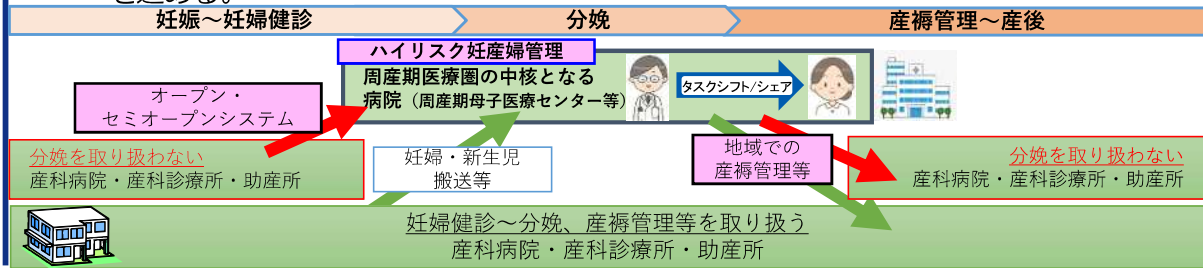 を進める。
妊娠～妊婦健診
分娩
産褥管理～産後
ハイリスク妊産婦管理
周産期医療圏の中核となる
病院（周産期母子医療センター等）
タスクシフト/シェア
オープン・
セミオープンシステム
分娩を取り扱わない
産科病院・産科診療所・助産所
妊婦・新生児
搬送等
地域での
産褥管理等
分娩を取り扱わない
産科病院・産科診療所・助産所
妊婦健診～分娩、産褥管理等を取り扱う
産科病院・産科診療所・助産所